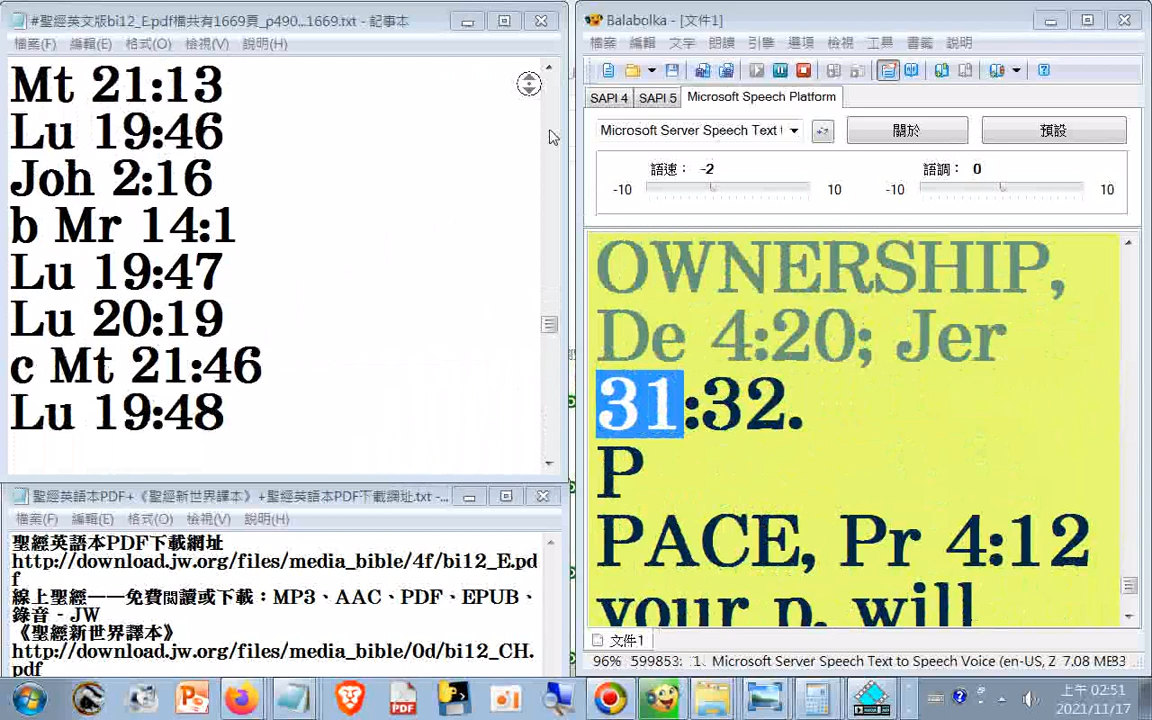 #聖經英文版bi12_E.pdf檔共有1669頁_p490...1669.txt - 記事本
檔案(F) 編輯(E) 格式(O) 檢視(V) 說明(H)
Mt 21:13
Lu 19:46
Joh 2:16
b Mr 14:1
Lu 19:47
Lu 20:19
c Mt 21:46
Lu 19:48
聖經英語本PDF+《聖經新世界譯本》+聖經英語本PDF下載網址.txt -...
檔案(F) 編輯(E) 格式(O) 檢視(V) 說明(H)
聖經英語本PDF下載網址
http://download.jw.org/files/media_bible/4f/bi12_E.pd
f
線上聖經——免費閱讀或下載：MP3、AAC、PDF、EPUB、
錄音 - JW
《聖經新世界譯本》
http://download.jw.org/files/media_bible/0d/bi12_CH.
pdf
Balabolka - [文件1]
檔案 編輯 文字 朗讀 引擎 選項 檢視 工具 書籤 說明
SAPI 4 SAPI 5 Microsoft Speech Platform
Microsoft Server Speech Text t 關於 預設
語速： -2 語調： 0
-10 10 -10 10
OWNERSHIP,
De 4:20; Jer
31:32.
P
PACE, Pr 4:12
your p. will
文件1
96% 599853: 1、 Microsoft Server Speech Text to Speech Voice (en-US, Z 7.08 MB
上午 02:51
2021/11/17